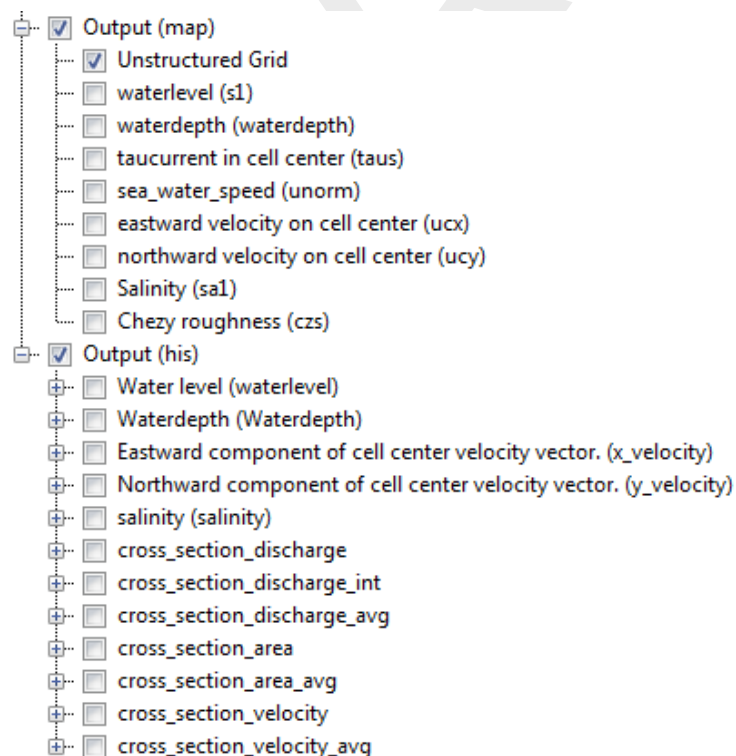 Output (map)
Unstructured Grid
waterlevel (s1)
waterdepth (waterdepth)
taucurrent in cell center (taus)
sea_water_speed (unorm)
eastward velocity on cell center (ucx)
northward velocity on cell center (ucy)
Salinity (sa1)
Chezy roughness (czs)
Output (his)
Water level (waterlevel)
Waterdepth (Waterdepth)
Eastward component of cell center velocity vector. (x_velocity)
Northward component of cell center velocity vector. (y_velocity)
salinity (salinity)
cross_section_discharge
cross_section_discharge_int
cross_section_discharge_avg
cross_section_area
cross_section_area_avg
cross_section_velocity
cross_section_velocity_avg